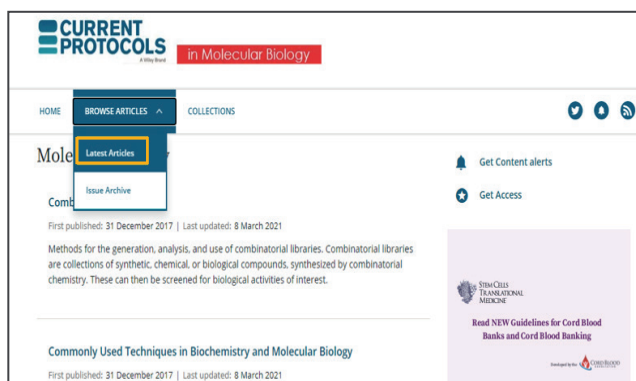 CURRENT
PROTOCOLS
A Wiley Brand
in Molecular Biology
HOME
BROWSE ARTICLES
COLLECTIONS
Latest Articles
Issue Archive
Mole
Comb
First published: 31 December 2017 | Last updated: 8 March 2021
Methods for the generation, analysis, and use of combinatorial libraries. Combinatorial libraries
are collections of synthetic, chemical, or biological compounds, synthesized by combinatorial
chemistry. These can then be screened for biological activities of interest.
Commonly Used Techniques in Biochemistry and Molecular Biology
First published: 31 December 2017 | Last updated: 8 March 2021
Get Content alerts
Get Access
STEM CELLS
TRANSLATIONAL
MEDICINE
Read NEW Guidelines for Cord Blood
Banks and Cord Blood Banking
Developed by the
CORD BLOOD